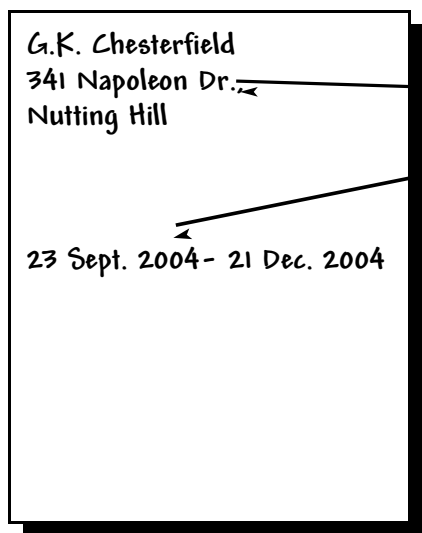 G.K. Chesterfield
341 Napoleon Dr.,
Nutting Hill
23 Sept. 2004- 21 Dec. 2004